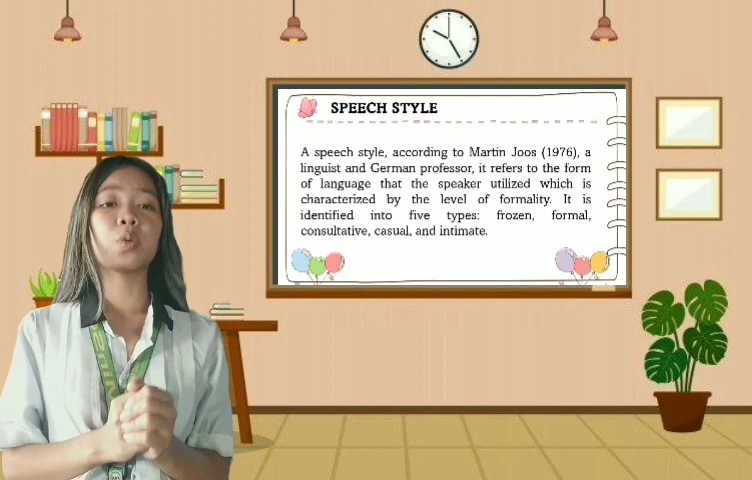 SPEECH STYLE
A speech style, according to Martin Joos (1976), a
linguist and German professor, it refers to the form
of language that the speaker utilized which is
characterized by the level of formality. It is
identified into five types: frozen, formal,
consultative, casual, and intimate.